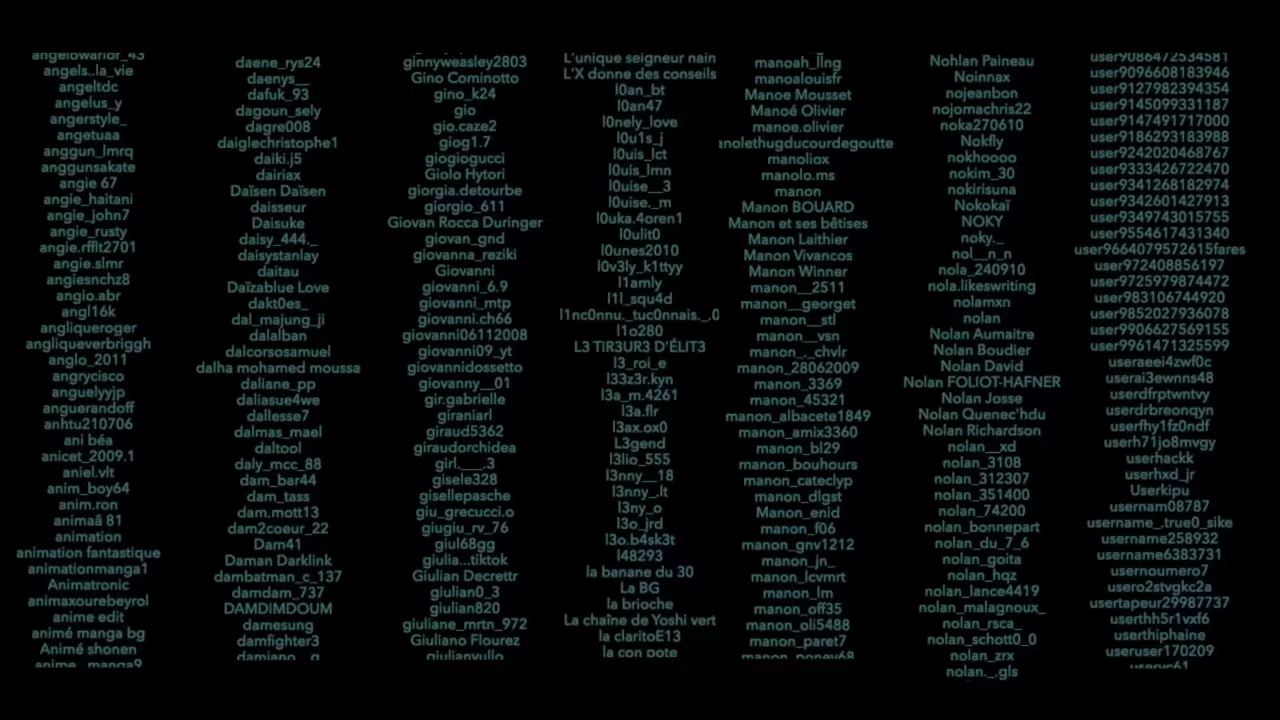 angelowarior_43
angels..la_vie
angeltdc
angelus_y
angerstyle_
angetuaa
anggun_lmrq
anggunsakate
angie 67
angie_haitani
angie_john7
angie_rusty
angie.rfflt2701
angie.slmr
angiesnchz8
angio.abr
angl16k
angliqueroger
angliqueverbriggh
anglo_2011
angrycisco
anguelyyjp
anguerandoff
anhtu210706
ani béa
anicet_2009.1
aniel.vlt
anim_boy64
anim.ron
animaâ 81
animation
animation fantastique
animationmanga1
Animatronic
animaxourebeyrol
anime edit
animé manga bg
Animé shonen
anime_manga9
daene_rys24
daenys__
dafuk_93
dagoun_sely
dagre008
daiglechristophe1
daiki.j5
dairiax
Daïsen Daïsen
daisseur
Daisuke
daisy_444._
daisystanlay
daitau
Daïzablue Love
dakt0es_
dal_majung_ji
dalalban
dalcorsosamuel
dalha mohamed moussa
daliane_pp
daliasue4we
dallesse7
dalmas_mael
daltool
daly_mcc_88
dam_bar44
dam_tass
dam.mott13
dam2coeur_22
Dam41
Daman Darklink
dambatman_c_137
damdam_737
DAMDIMDOUM
damesung
damfighter3
damiano_.g
ginnyweasley2803
Gino Cominotto
gino_k24
gio
gio.caze2
giog1.7
giogiogucci
Giolo Hytori
giorgia.detourbe
giorgio_611
Giovan Rocca Duringer
giovan_gnd
giovanna_reziki
Giovanni
giovanni_6.9
giovanni_mtp
giovanni.ch66
giovanni06112008
giovanni09_yt
giovannidossetto
giovanny__01
gir.gabrielle
giraniarl
giraud5362
giraudorchidea
girl.___.3
gisele328
gisellepasche
giu_grecucci.o
giugiu_rv_76
giul68gg
giulia...tiktok
Giulian Decrettr
giulian0_3
giulian820
giuliane_mrtn_972
Giuliano Flourez
giulianvullo
L'unique seigneur nain
L'X donne des conseils
l0an_bt
l0an47
l0nely_love
l0u1s_j
l0uis_lct
l0uis_lmn
l0uise__3
l0uise._m
l0uka.4oren1
l0ulit0
l0unes2010
l0v3ly_k1ttyy
l1amly
l1l_squ4d
l1nc0nnu._tuc0nnais._.0
l1o280
L3 TIR3UR3 D'ÉLIT3
l3_roi_e
l33z3r.kyn
l3a_m.4261
l3a.flr
l3ax.ox0
L3gend
l3lio_555
l3nny__18
l3nny_.lt
l3ny_o
l3o_jrd
l3o.b4sk3t
l48293
la banane du 30
La BG
la brioche
La chaîne de Yoshi vert
la claritoE13
la con pote
manoah_llng
manoalouisfr
Manoe Mousset
Manoé Olivier
manoe.olivier
nolethugducourdegoutte
manoliox
manolo.ms
manon
Manon BOUARD
Manon et ses bêtises
Manon Laithier
Manon Vivancos
Manon Winner
manon__2511
manon__georget
manon__stl
manon__vsn
manon_._chvlr
manon_28062009
manon_3369
manon_45321
manon_albacete1849
manon_amix3360
manon_bl29
manon_bouhours
manon_cateclyp
manon_dlgst
Manon_enid
manon_f06
manon_gnv1212
manon_jn_
manon_lcvmrt
manon_lm
manon_off35
manon_oli5488
manon_paret7
manon_poney68
Nohlan Paineau
Noinnax
nojeanbon
nojomachris22
noka270610
Nokfly
nokhoooo
nokim_30
nokirisuna
Nokokaï
NOKY
noky._
nol__n_n
nola_240910
nola.likeswriting
nolamxn
nolan
Nolan Aumaitre
Nolan Boudier
Nolan David
Nolan FOLIOT-HAFNER
Nolan Josse
Nolan Quenec'hdu
Nolan Richardson
nolan__xd
nolan_3108
nolan_312307
nolan_351400
nolan_74200
nolan_bonnepart
nolan_du_7_6
nolan_goita
nolan_hqz
nolan_lance4419
nolan_malagnoux_
nolan_rsca_
nolan_schott0_0
nolan_zrx
nolan._.gls
user9086472534581
user9096608183946
user9127982394354
user9145099331187
user9147491717000
user9186293183988
user9242020468767
user9333426722470
user9341268182974
user9342601427913
user9349743015755
user9554617431340
user9664079572615fares
user972408856197
user9725979874472
user983106744920
user9852027936078
user9906627569155
user9961471325599
useraeei4zwf0c
userai3ewnns48
userdfrptwntvy
userdrbreonqyn
userfhy1fz0ndf
userh71jo8mvgy
userhackk
userhxd_jr
Userkipu
usernam08787
username_.true0_sike
username258932
username6383731
usernoumero7
usero2stvgkc2a
usertapeur29987737
userthh5r1vxf6
userthiphaine
useruser170209
uservc61